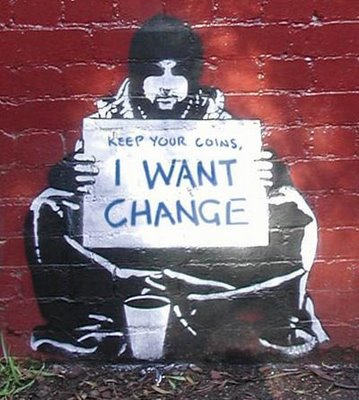 KEEP YOUR COINS,
I WANT
CHANGE